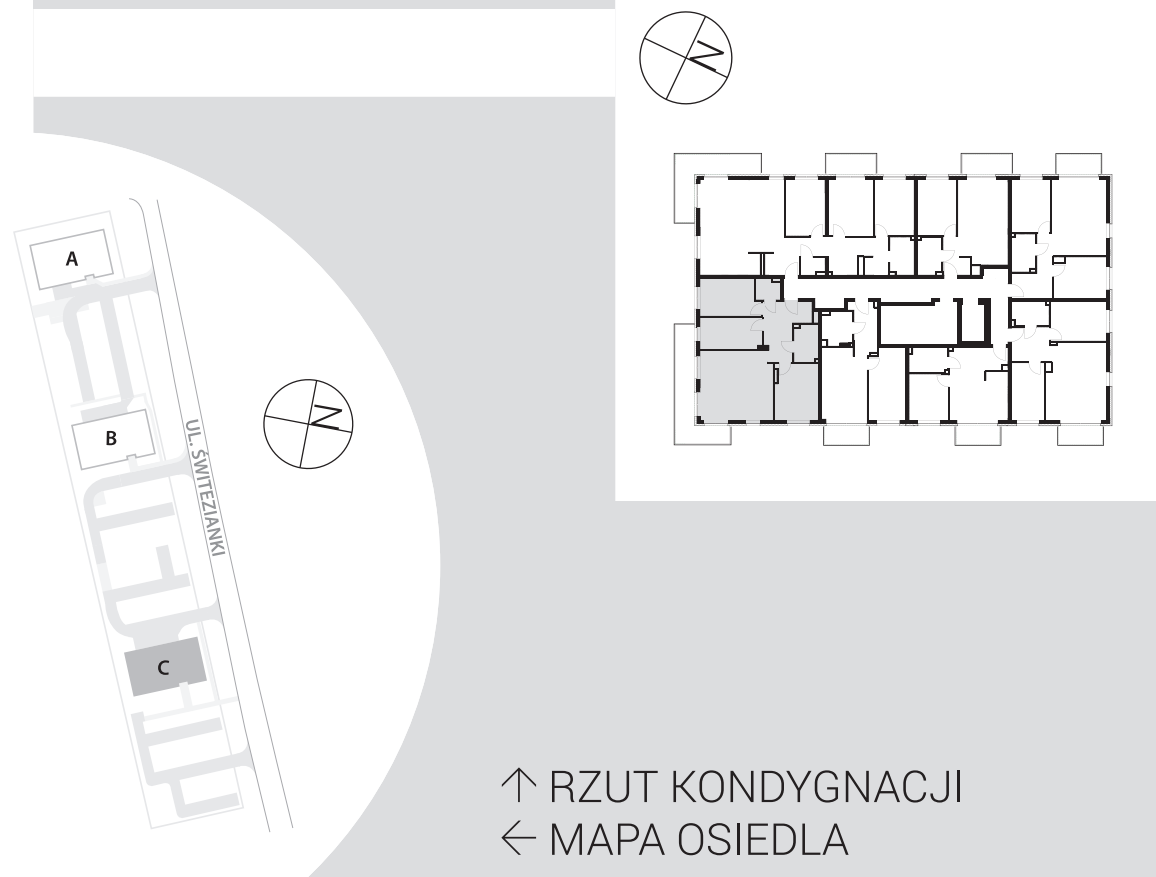 N
A
B
N
UL. ŚWITEZIANKI
C
↑ RZUT KONDYGNACJI
← MAPA OSIEDLA